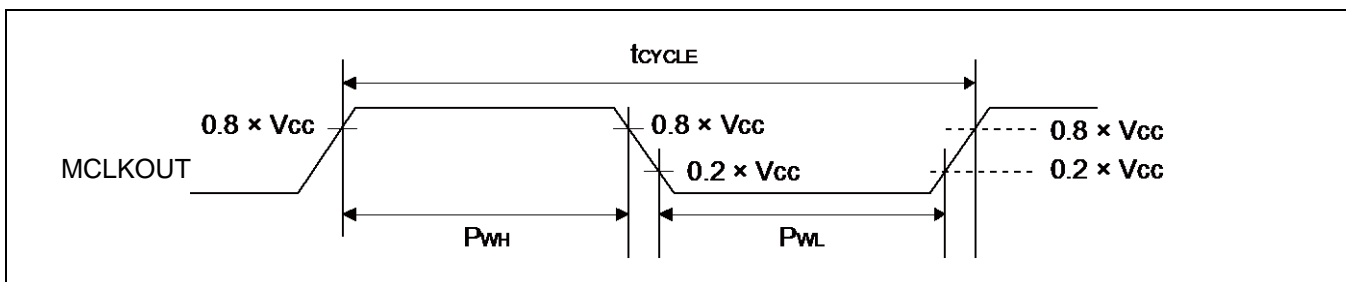 tCYCLE
0.8 × Vcc
0.8 × Vcc
0.8 × Vcc
MCLKOUT
0.2 × Vcc
0.2 × Vcc
PWH
PWL